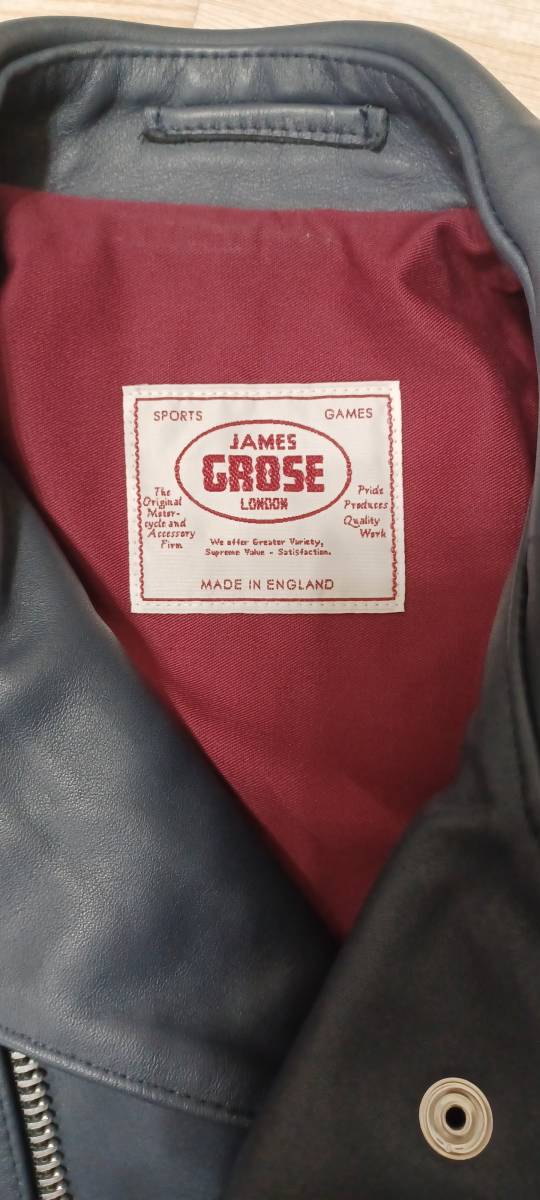 SPORTS GAMES
JAMES
GROSE
LONDON
The
Original
Motor-
cycle and
Accessory
Firm
Pride
Produces
Quality
Work
We offer Greater Variety,
Supreme Value - Satisfaction.
MADE IN ENGLAND